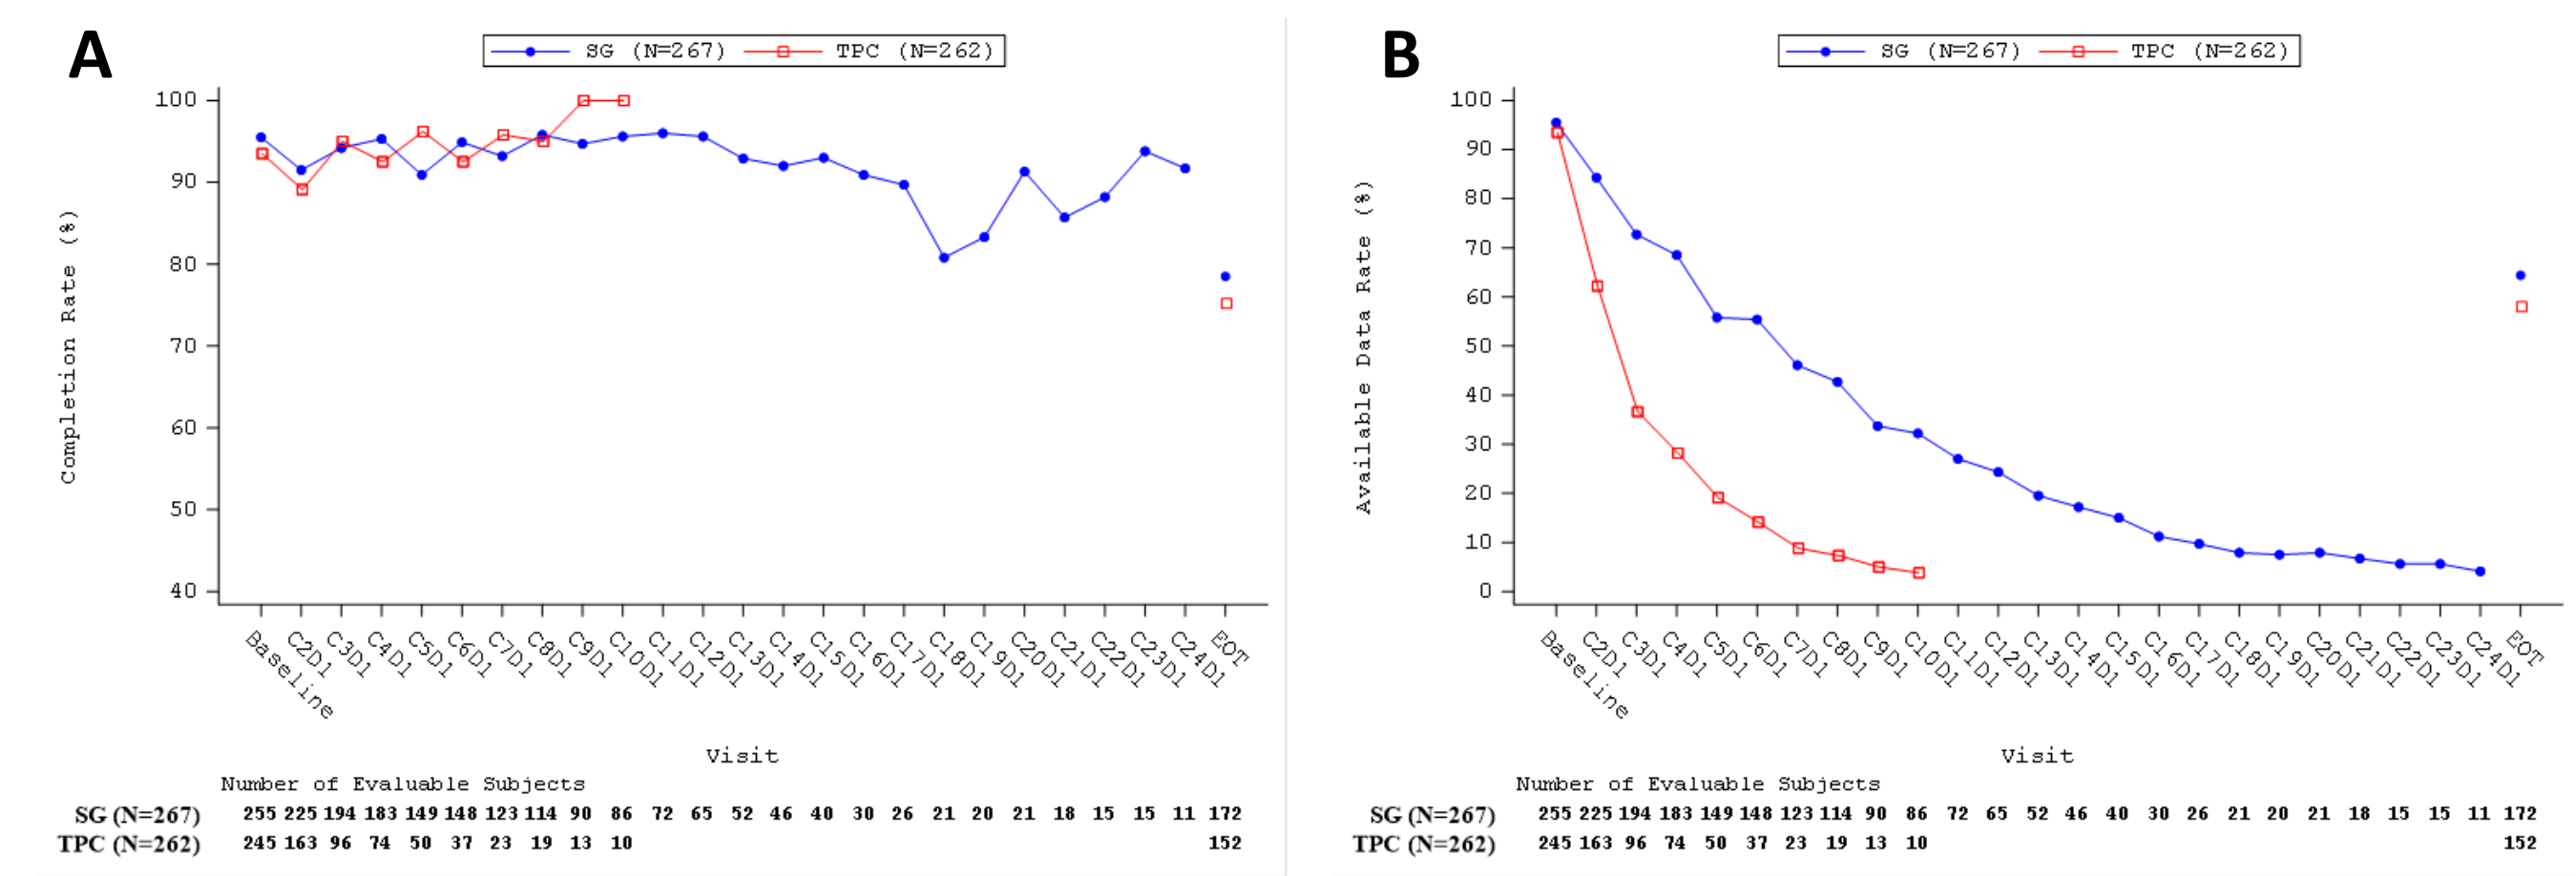 A
SG (N=267) TPC (N=262)
100
90
80
70
60
50
40
Completion Rate (%)
Baseline C2D1 C3D1 C4D1 C5D1 C6D1 C7D1 C8D1 C9D1 C10D1 C11D1 C12D1 C13D1 C14D1 C15D1 C16D1 C17D1 C18D1 C19D1 C20D1 C21D1 C22D1 C23D1 C24D1 EOT
Visit
Number of Evaluable Subjects
SG (N=267) 255 225 194 183 149 148 123 114 90 86 72 65 52 46 40 30 26 21 20 21 18 15 15 11 172
TPC (N=262) 245 163 96 74 50 37 23 19 13 10 152
B
SG (N=267) TPC (N=262)
100
90
80
70
60
50
40
30
20
10
0
Available Data Rate (%)
Baseline C2D1 C3D1 C4D1 C5D1 C6D1 C7D1 C8D1 C9D1 C10D1 C11D1 C12D1 C13D1 C14D1 C15D1 C16D1 C17D1 C18D1 C19D1 C20D1 C21D1 C22D1 C23D1 C24D1 EOT
Visit
Number of Evaluable Subjects
SG (N=267) 255 225 194 183 149 148 123 114 90 86 72 65 52 46 40 30 26 21 20 21 18 15 15 11 172
TPC (N=262) 245 163 96 74 50 37 23 19 13 10 152